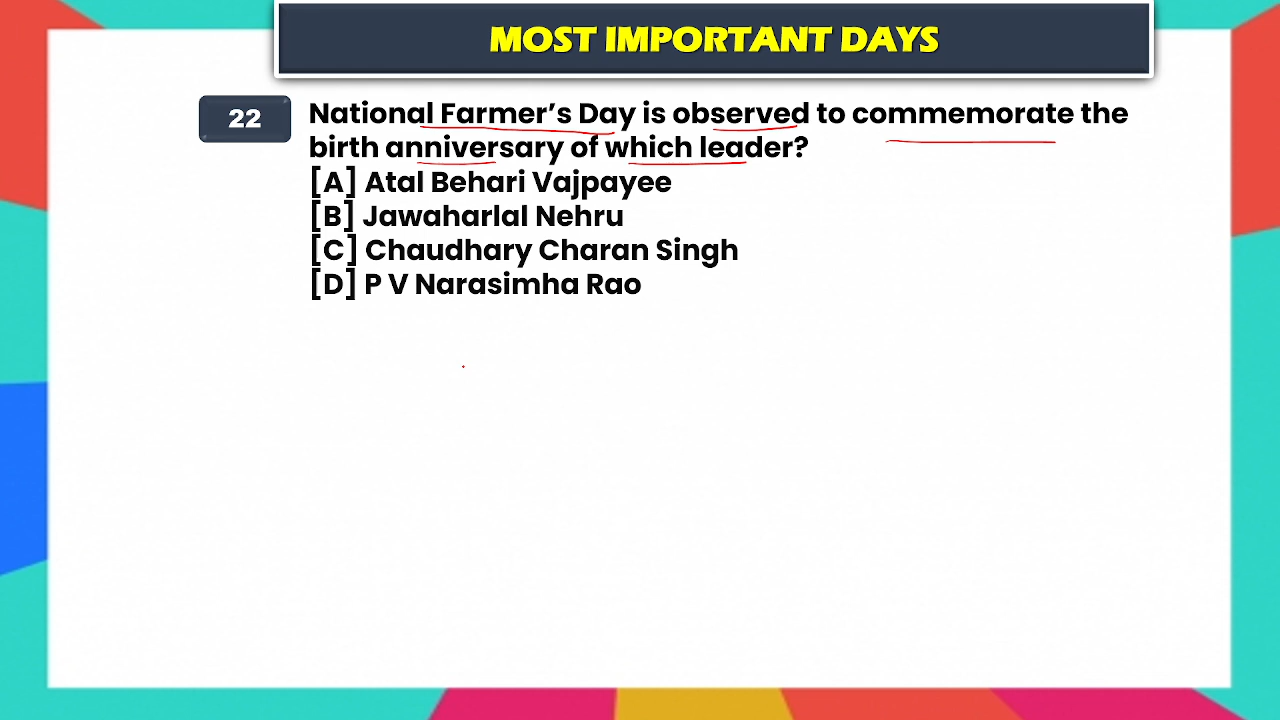 MOST IMPORTANT DAYS
22
National Farmer’s Day is observed to commemorate the
birth anniversary of which leader?
[A] Atal Behari Vajpayee
[B] Jawaharlal Nehru
[C] Chaudhary Charan Singh
[D] P V Narasimha Rao